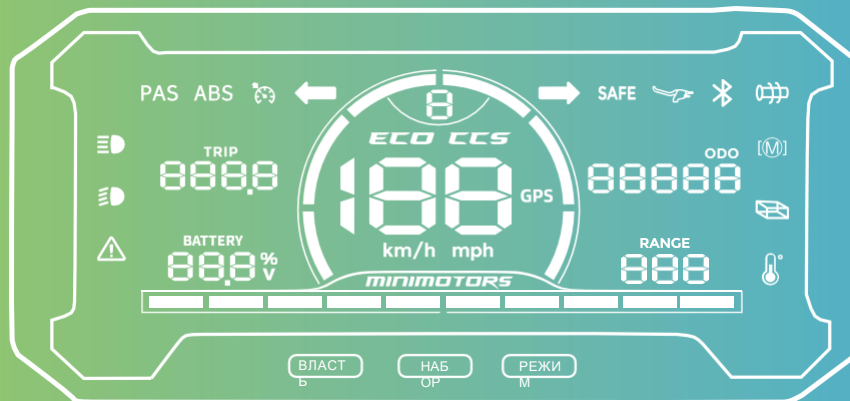 PAS ABS
8
SAFE
ECO CCS
TRIP
888.8
188
GPS
ODO
88888
BATTERY
88.8 % V
km/h mph
RANGE
888
MINIMOTORS
(M)
ВЛАСТ
Ь
НАБ
ОР
РЕЖИ
М